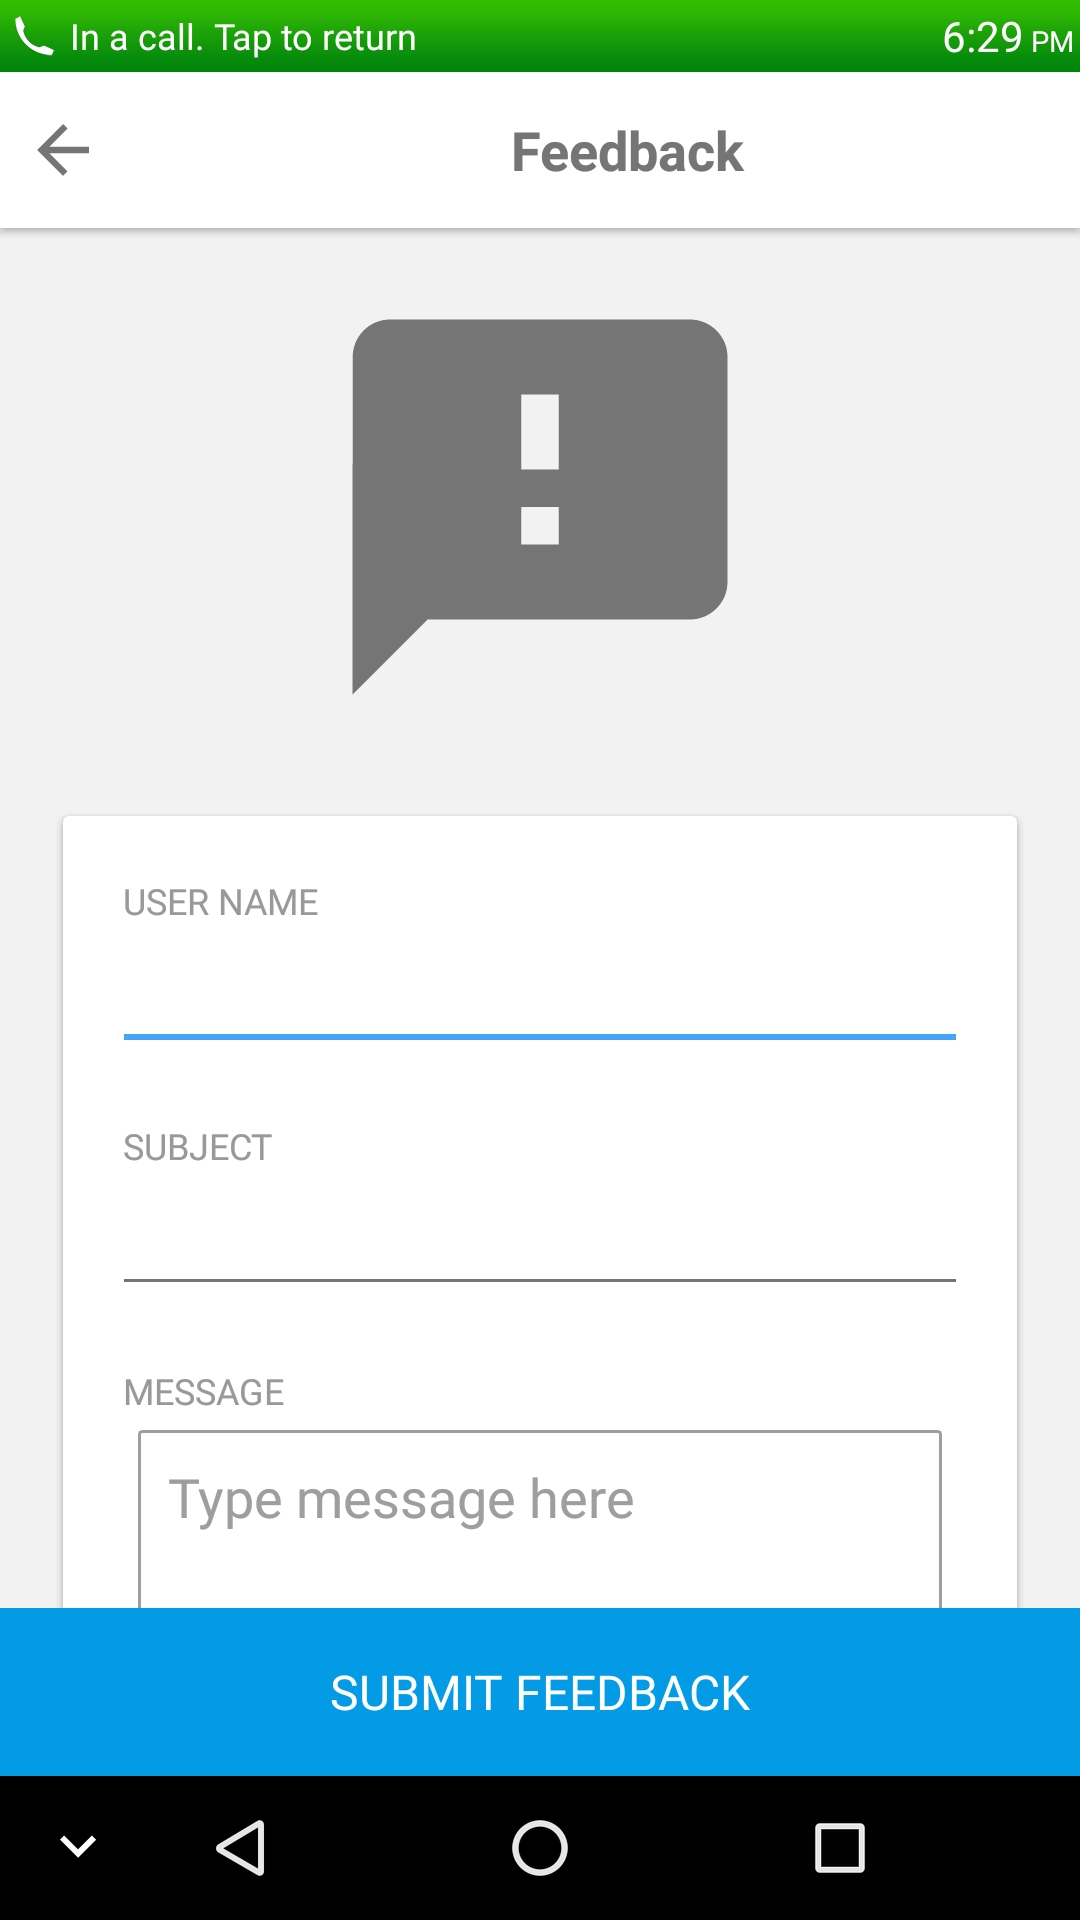 In a call. Tap to return 6:29 PM
Feedback
USER NAME
SUBJECT
MESSAGE
Type message here
SUBMIT FEEDBACK